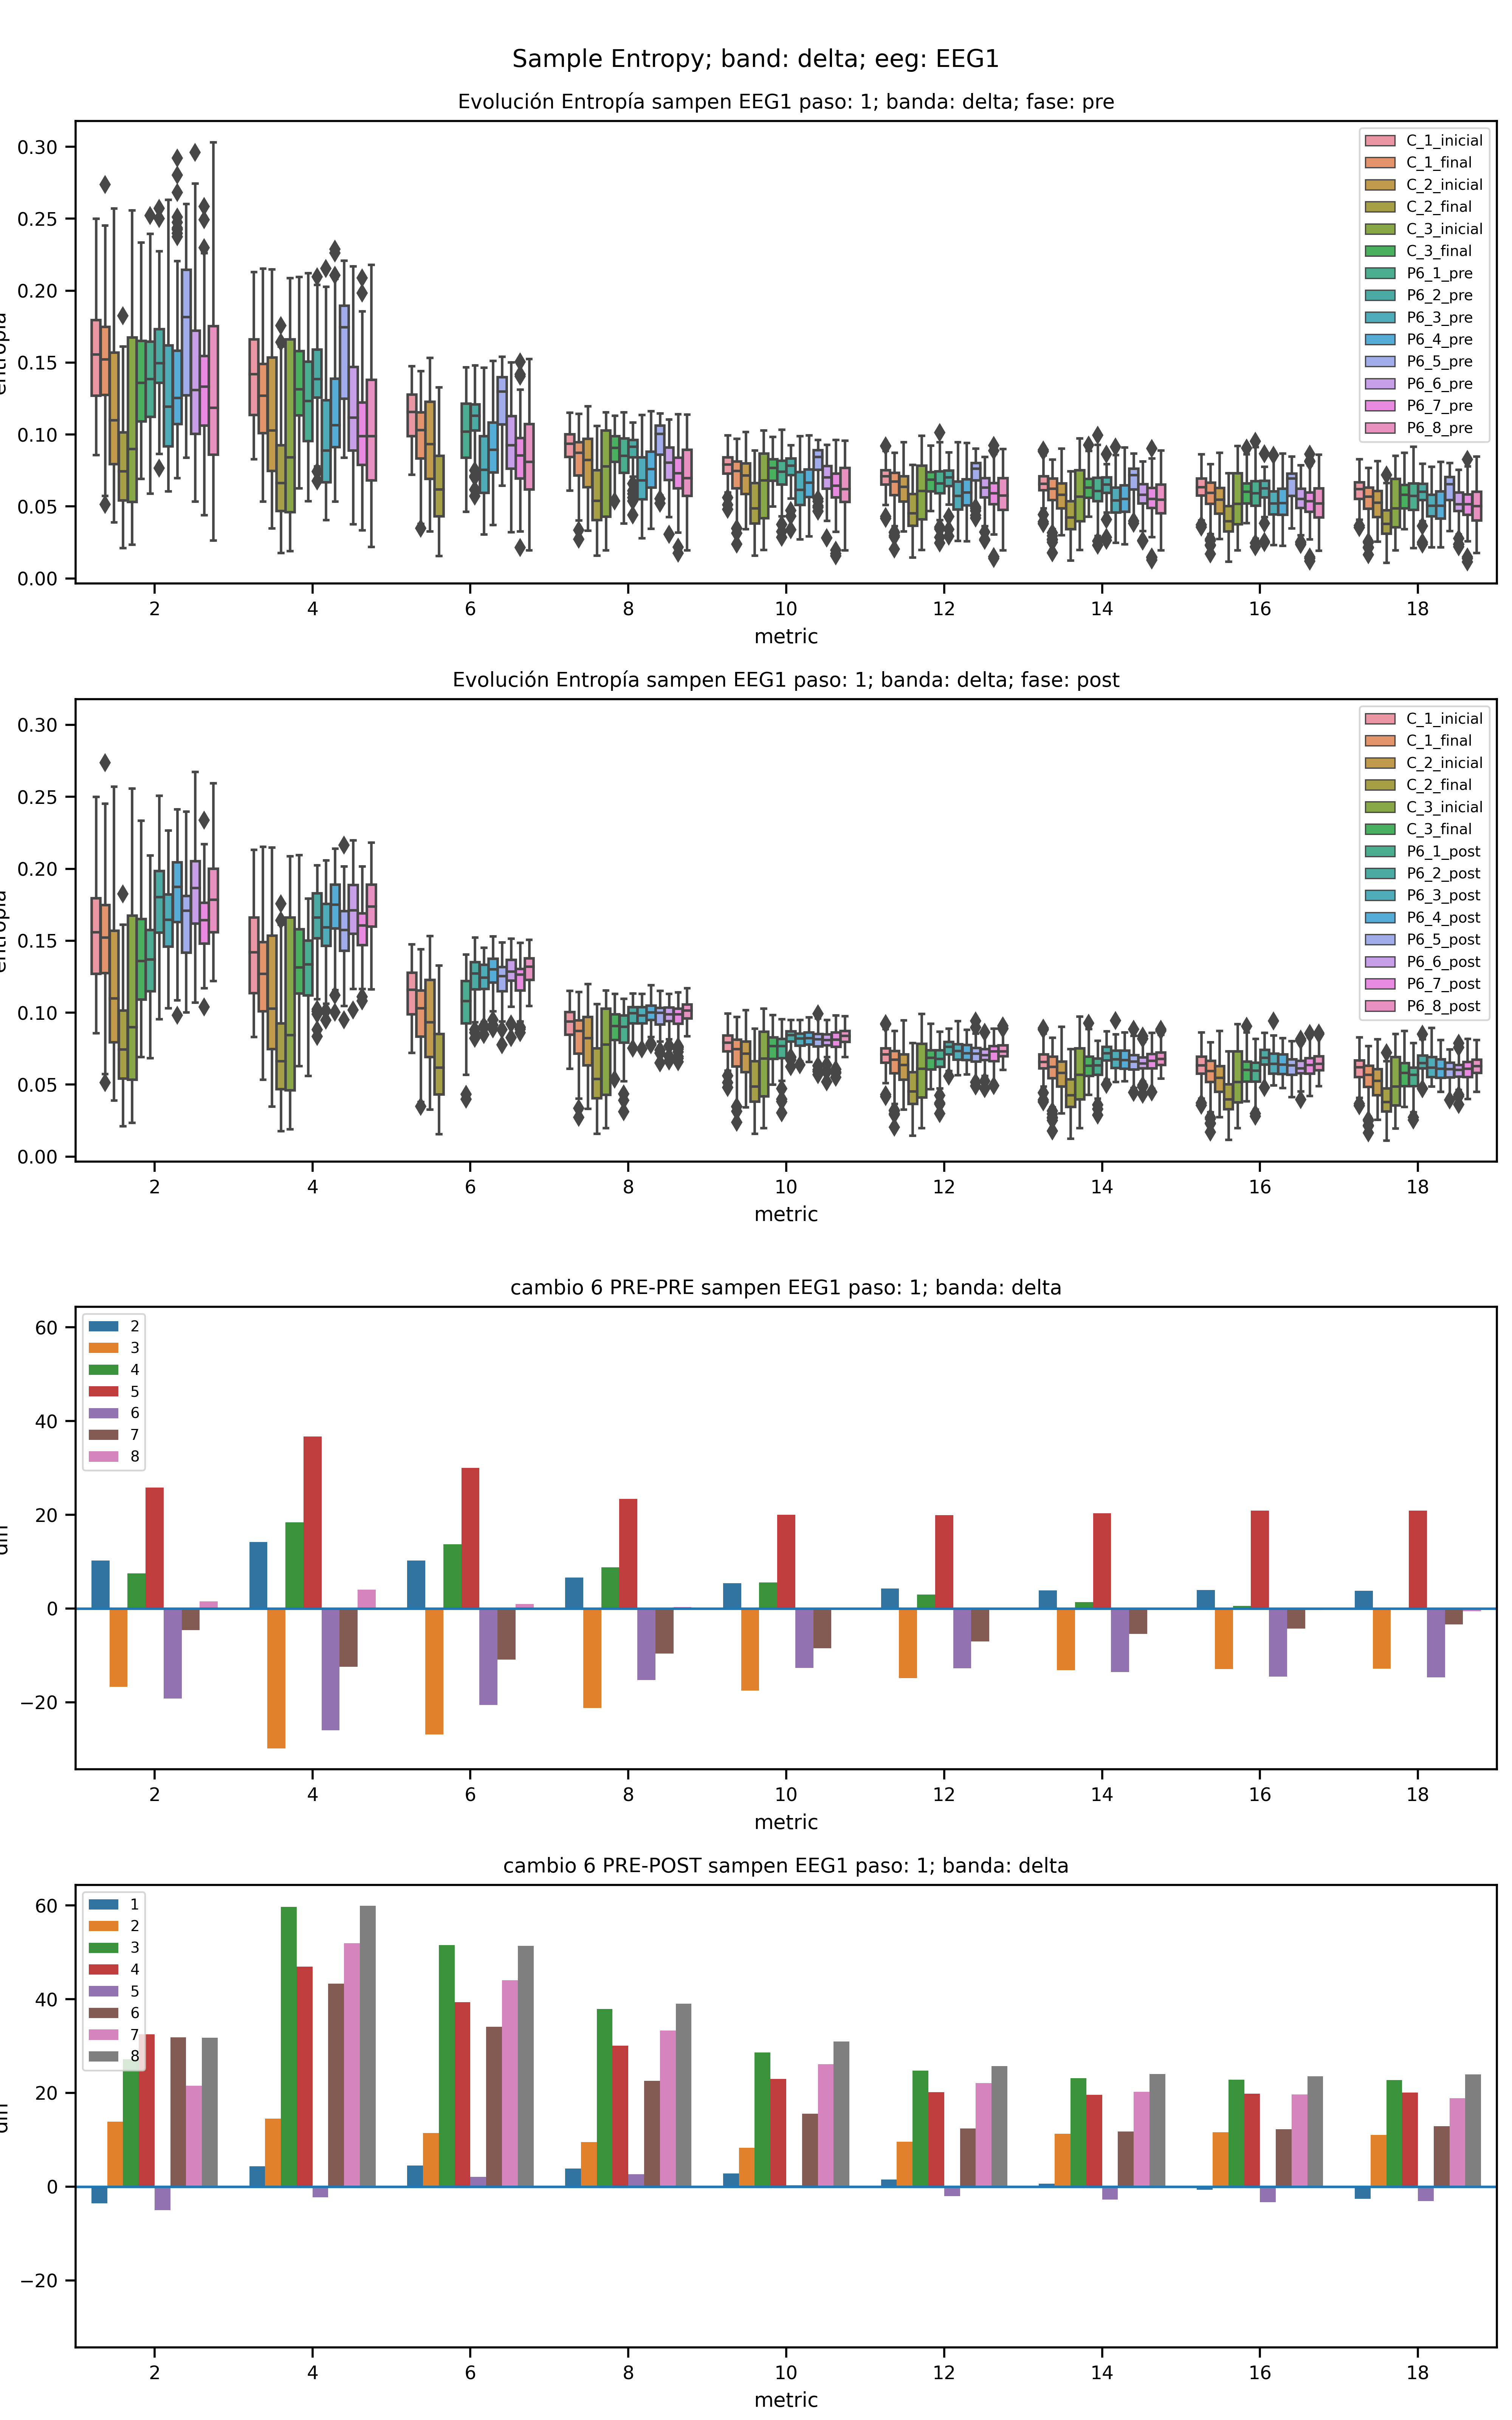 Sample Entropy; band: delta; eeg: EEG1
Evolución Entropía sampen EEG1 paso: 1; banda: delta; fase: pre
0.30
0.25
0.20
0.15
0.10
0.05
0.00
C_1_inicial
C_1_final
C_2_inicial
C_2_final
C_3_inicial
C_3_final
P6_1_pre
P6_2_pre
P6_3_pre
P6_4_pre
P6_5_pre
P6_6_pre
P6_7_pre
P6_8_pre
2 4 6 8 10 12 14 16 18
metric
Evolución Entropía sampen EEG1 paso: 1; banda: delta; fase: post
0.30
0.25
0.20
0.15
0.10
0.05
0.00
C_1_inicial
C_1_final
C_2_inicial
C_2_final
C_3_inicial
C_3_final
P6_1_post
P6_2_post
P6_3_post
P6_4_post
P6_5_post
P6_6_post
P6_7_post
P6_8_post
2 4 6 8 10 12 14 16 18
metric
cambio 6 PRE-PRE sampen EEG1 paso: 1; banda: delta
60
40
20
0
−20
2
3
4
5
6
7
8
2 4 6 8 10 12 14 16 18
metric
cambio 6 PRE-POST sampen EEG1 paso: 1; banda: delta
60
40
20
0
−20
1
2
3
4
5
6
7
8
2 4 6 8 10 12 14 16 18
metric